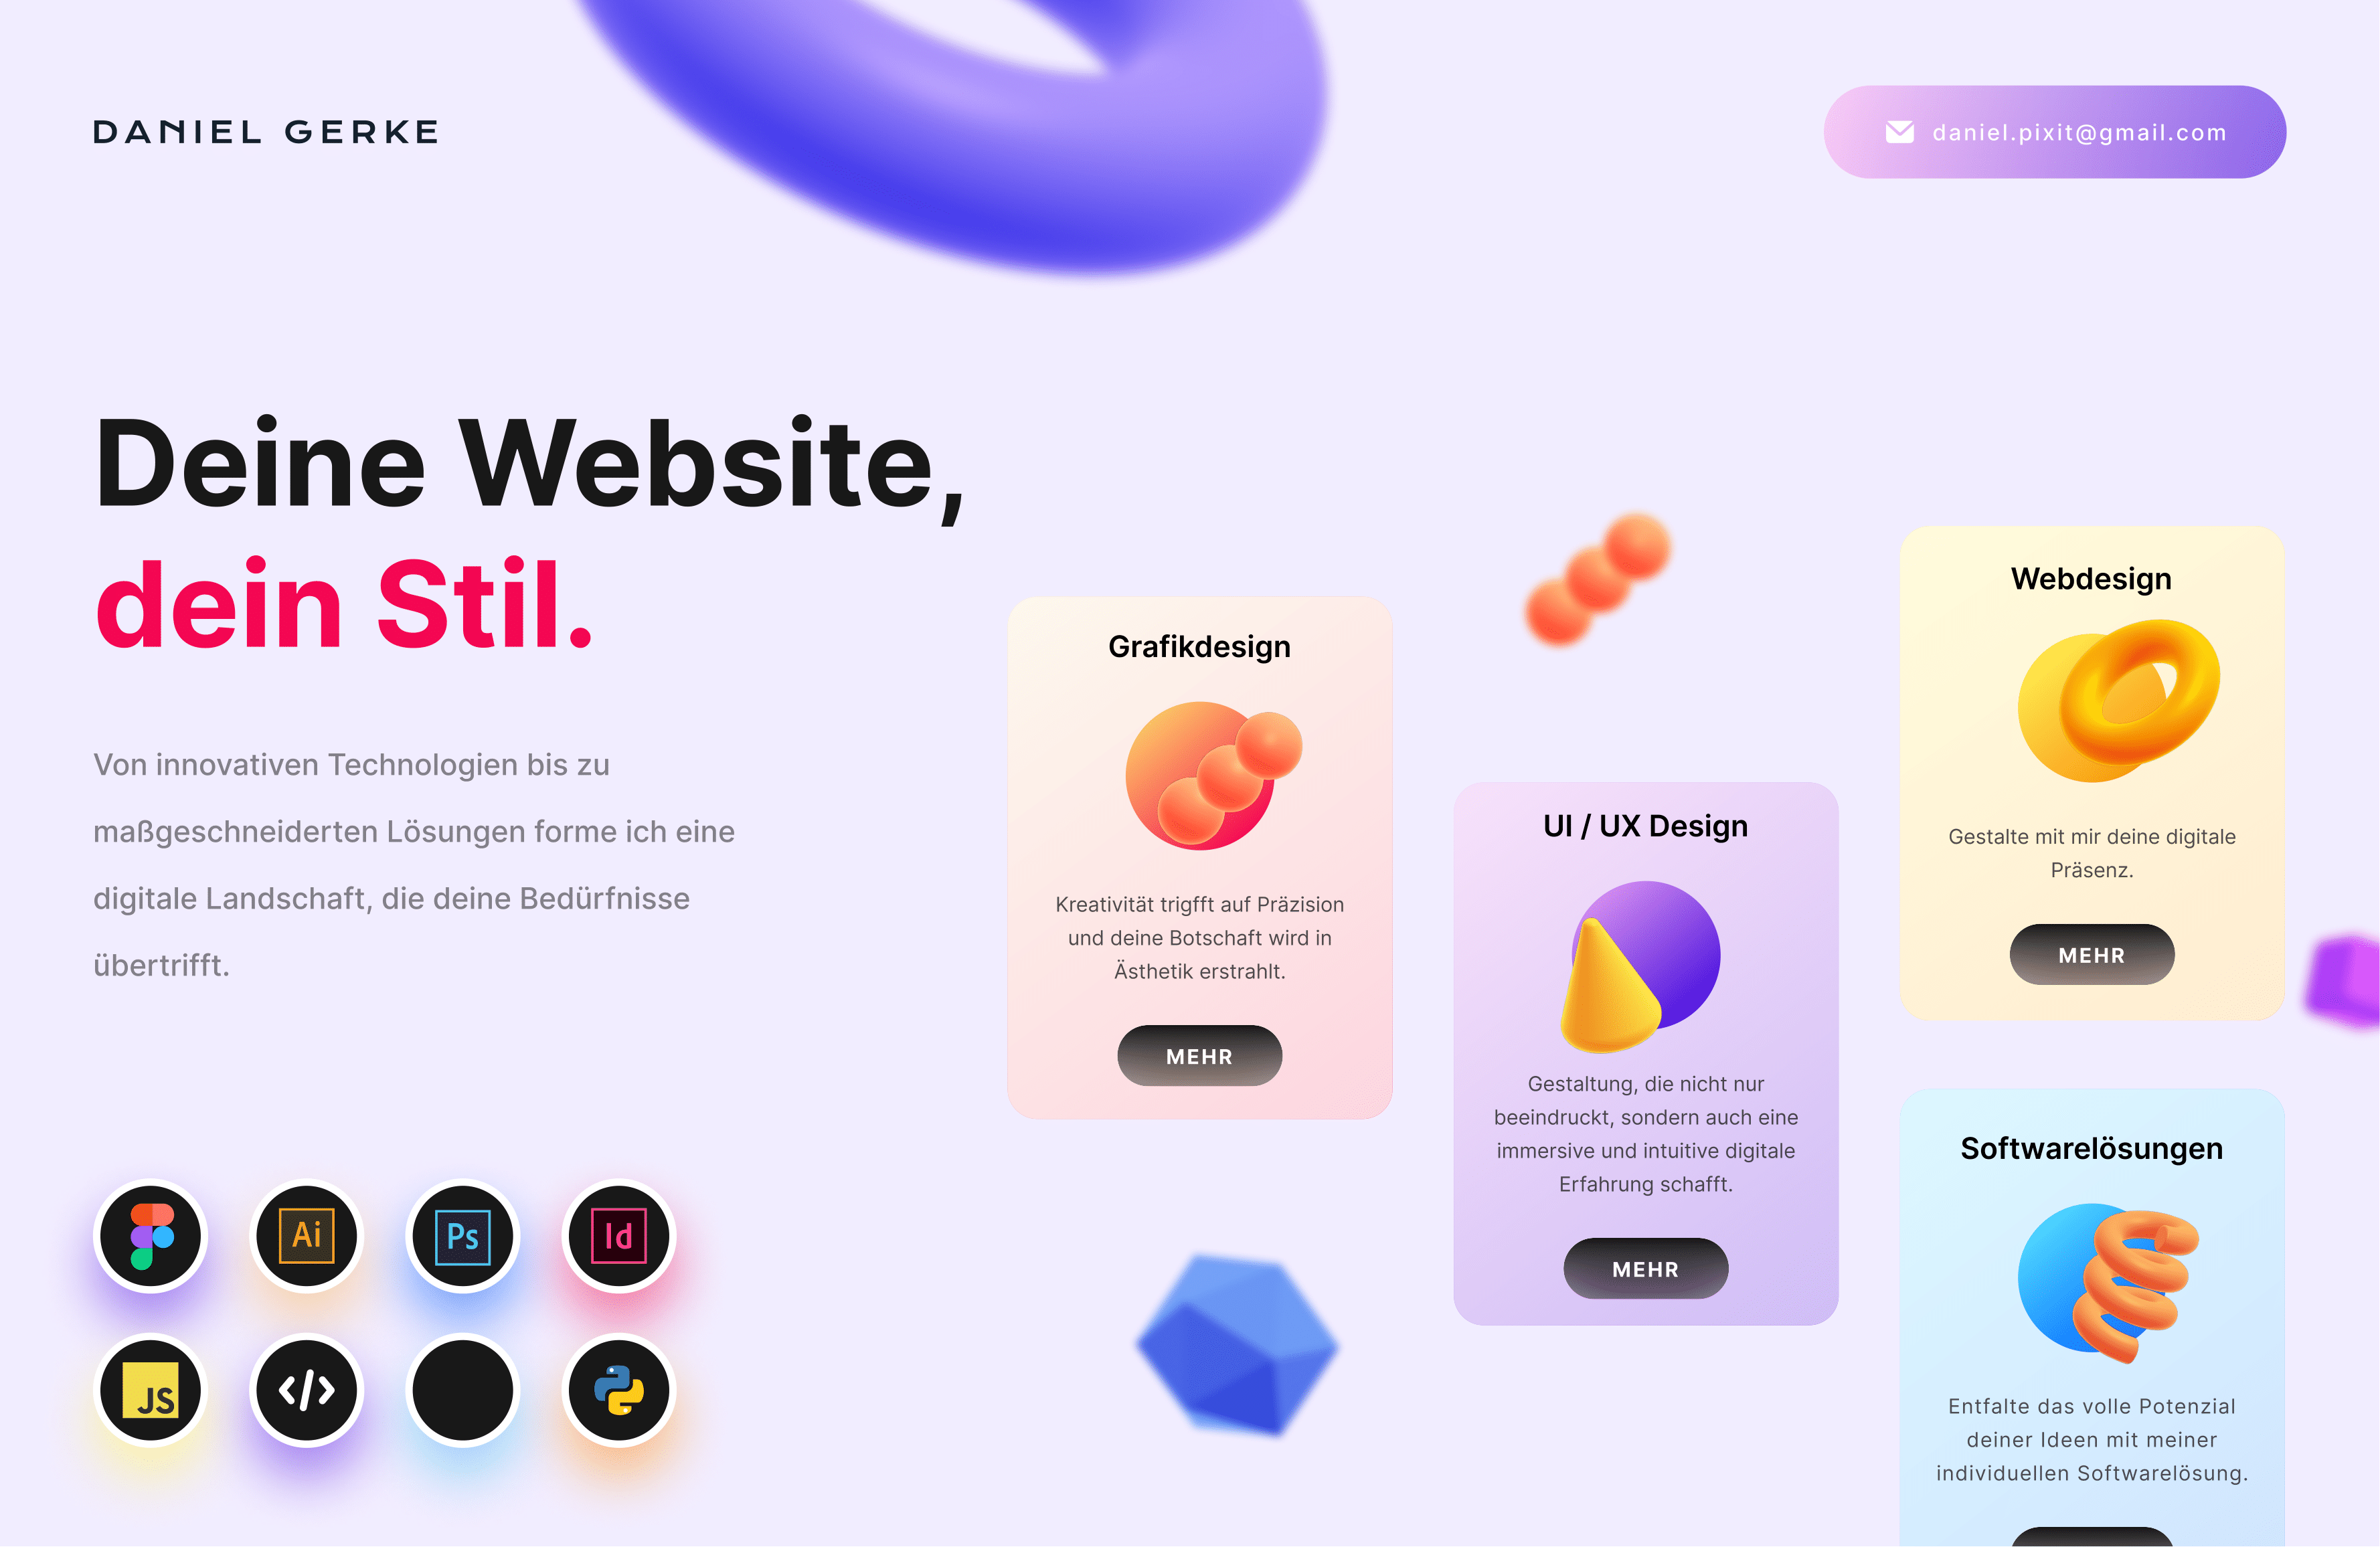 DANIEL GERKE
daniel.pixit@gmail.com
Deine Website,
dein Stil.
Von innovativen Technologien bis zu
maßgeschneiderten Lösungen forme ich eine
digitale Landschaft, die deine Bedürfnisse
übertrifft.
Ai
Ps
Id
JS
</>
Grafikdesign
Kreativität trigfft auf Präzision
und deine Botschaft wird in
Ästhetik erstrahlt.
MEHR
UI / UX Design
Gestaltung, die nicht nur
beeindruckt, sondern auch eine
immersive und intuitive digitale
Erfahrung schafft.
MEHR
Webdesign
Gestalte mit mir deine digitale
Präsenz.
MEHR
Softwarelösungen
Entfalte das volle Potenzial
deiner Ideen mit meiner
individuellen Softwarelösung.